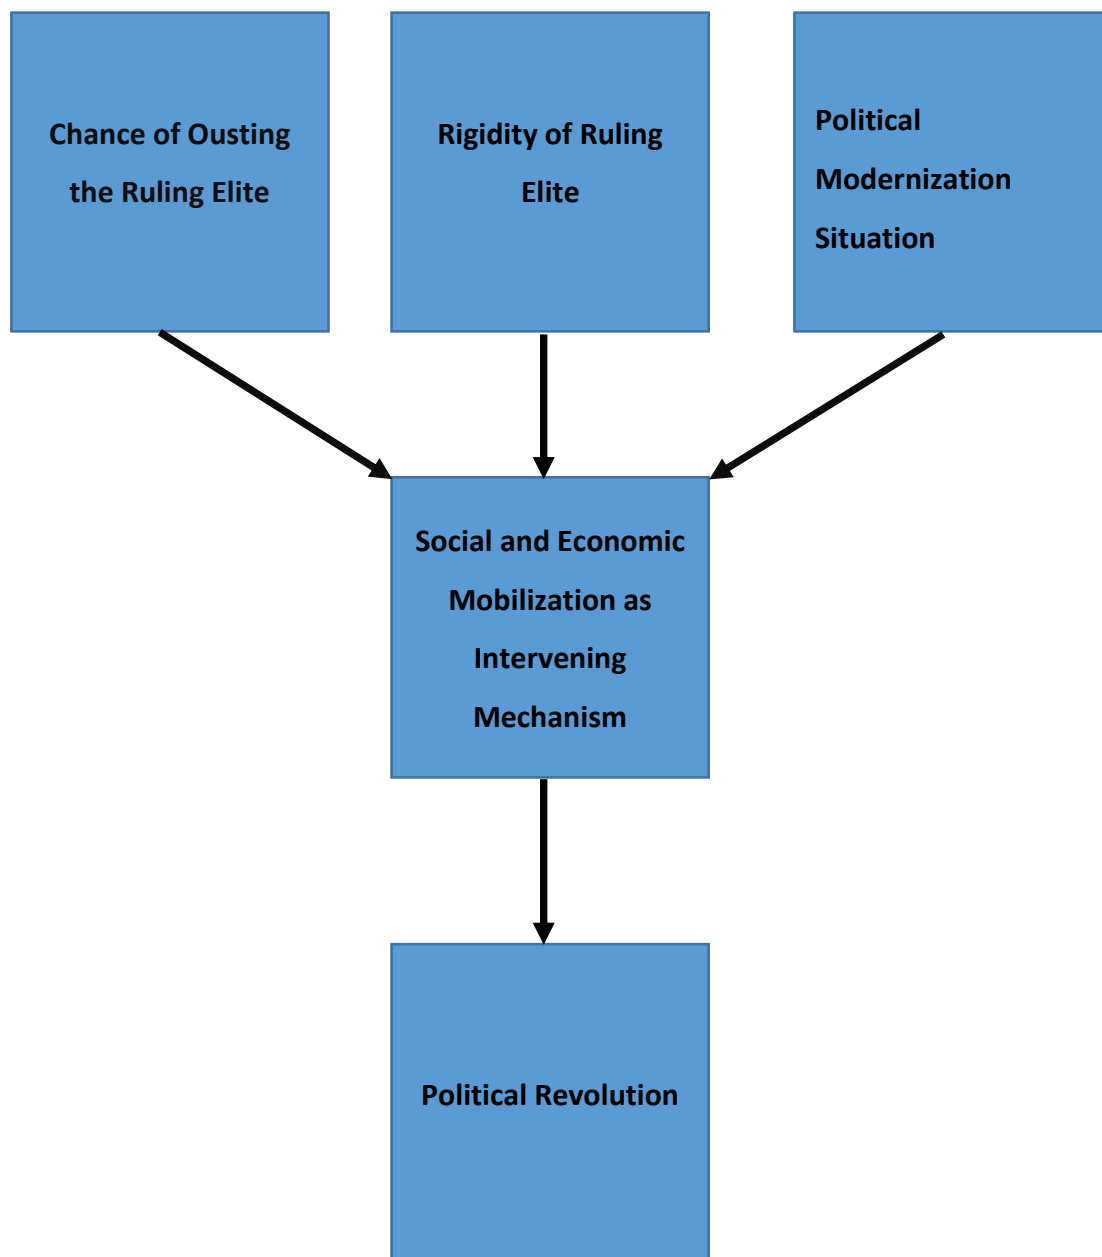 Chance of Ousting
the Ruling Elite
Rigidity of Ruling
Elite
Political
Modernization
Situation
Social and Economic
Mobilization as
Intervening
Mechanism
Political Revolution